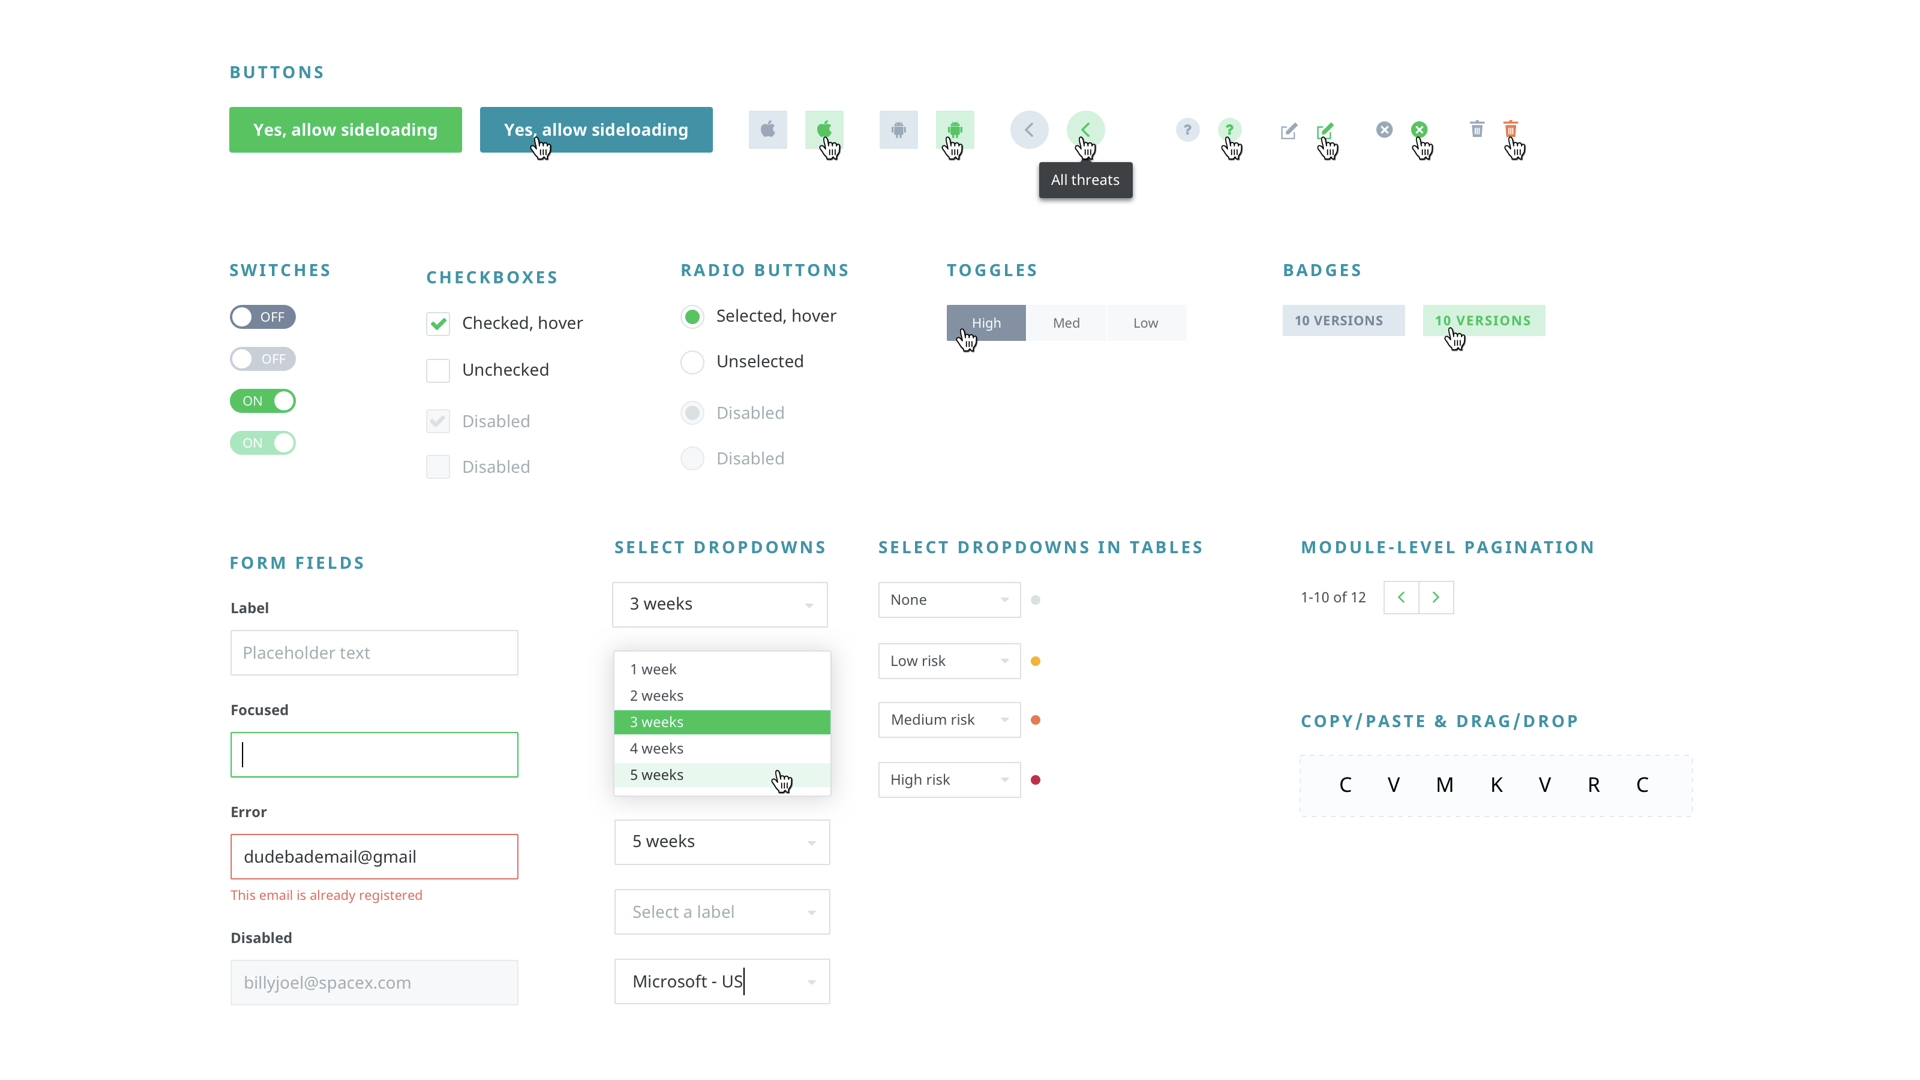 BUTTONS
Yes, allow sideloading
Yes, allow sideloading
?
?
All threats
SWITCHES
OFF
OFF
ON
ON
CHECKBOXES
Checked, hover
Unchecked
Disabled
Disabled
RADIO BUTTONS
Selected, hover
Unselected
Disabled
Disabled
TOGGLES
High
Med
Low
BADGES
10 VERSIONS
10 VERSIONS
FORM FIELDS
Label
Placeholder text
Focused
Error
dudebademail@gmail
This email is already registered
Disabled
billyjoel@spacex.com
SELECT DROPDOWNS
3 weeks
1 week
2 weeks
3 weeks
4 weeks
5 weeks
5 weeks
Select a label
Microsoft - US
SELECT DROPDOWNS IN TABLES
None
Low risk
Medium risk
High risk
MODULE-LEVEL PAGINATION
1-10 of 12
COPY/PASTE & DRAG/DROP
C V M K V R C